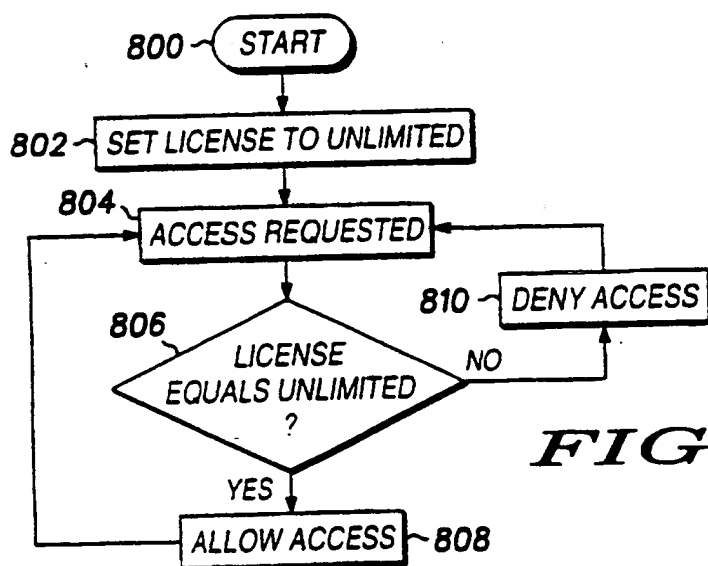 800
START
802
SET LICENSE TO UNLIMITED
804
ACCESS REQUESTED
810
DENY ACCESS
806
LICENSE
EQUALS UNLIMITED
?
NO
YES
FIG
ALLOW ACCESS
808